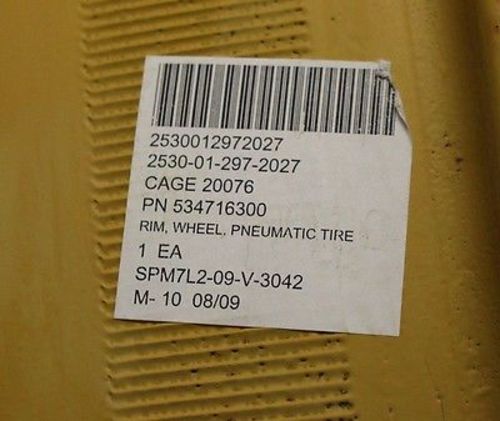 2530012972027
2530-01-297-2027
CAGE 20076
PN 534716300
RIM, WHEEL, PNEUMATIC TIRE
1 EA
SPM7L2-09-V-3042
M- 10 08/09